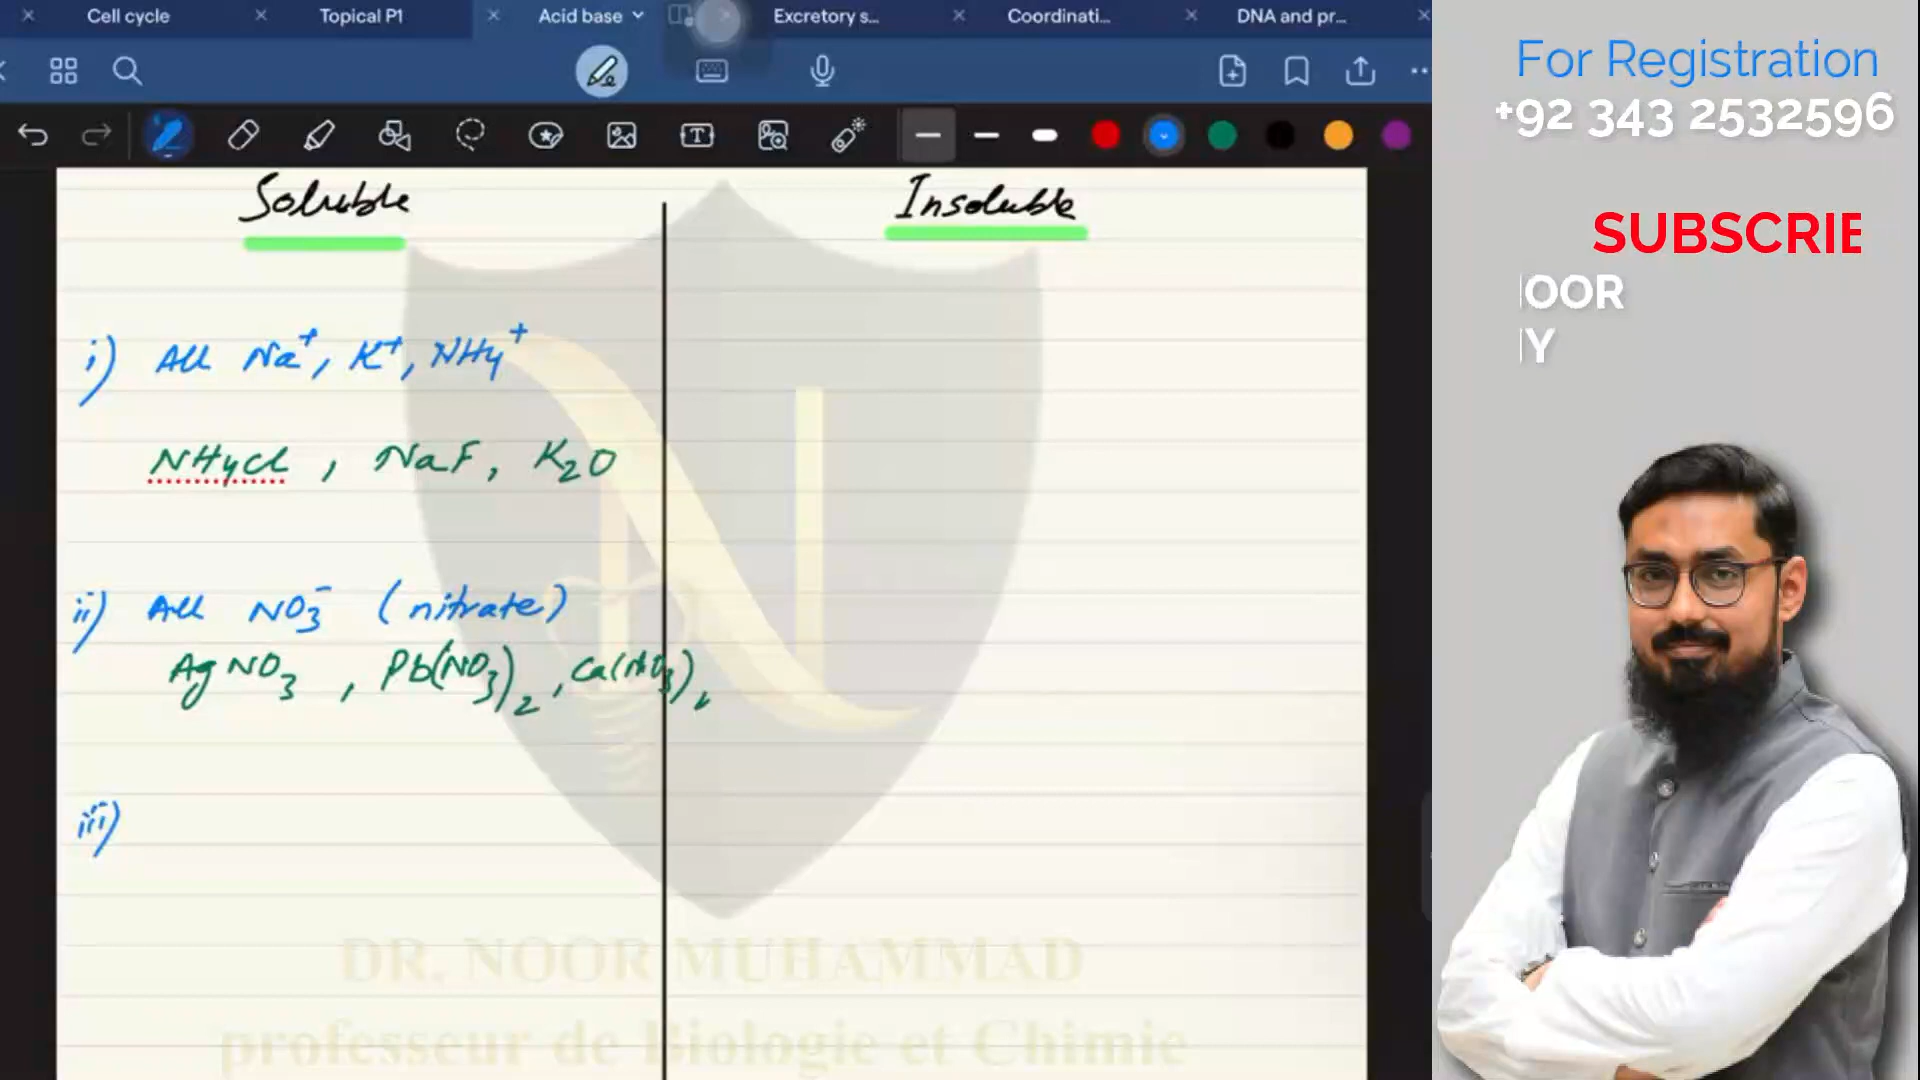 Cell cycle
Topical P1
Acid base
Excretory s...
Coordinati...
DNA and pr...
For Registration
+92 343 2532596
SUBSCRIE
OOR
Y
Soluble
Insoluble
i) All Na⁺, K⁺, NH₄⁺
NH₄Cl , NaF, K₂O
ii) All NO₃⁻ (nitrate)
AgNO₃ , Pb(NO₃)₂ , Ca(NO₃)₂
iii)
DR. NOOR MUHAMMAD
professeur de Biologie et Chimie